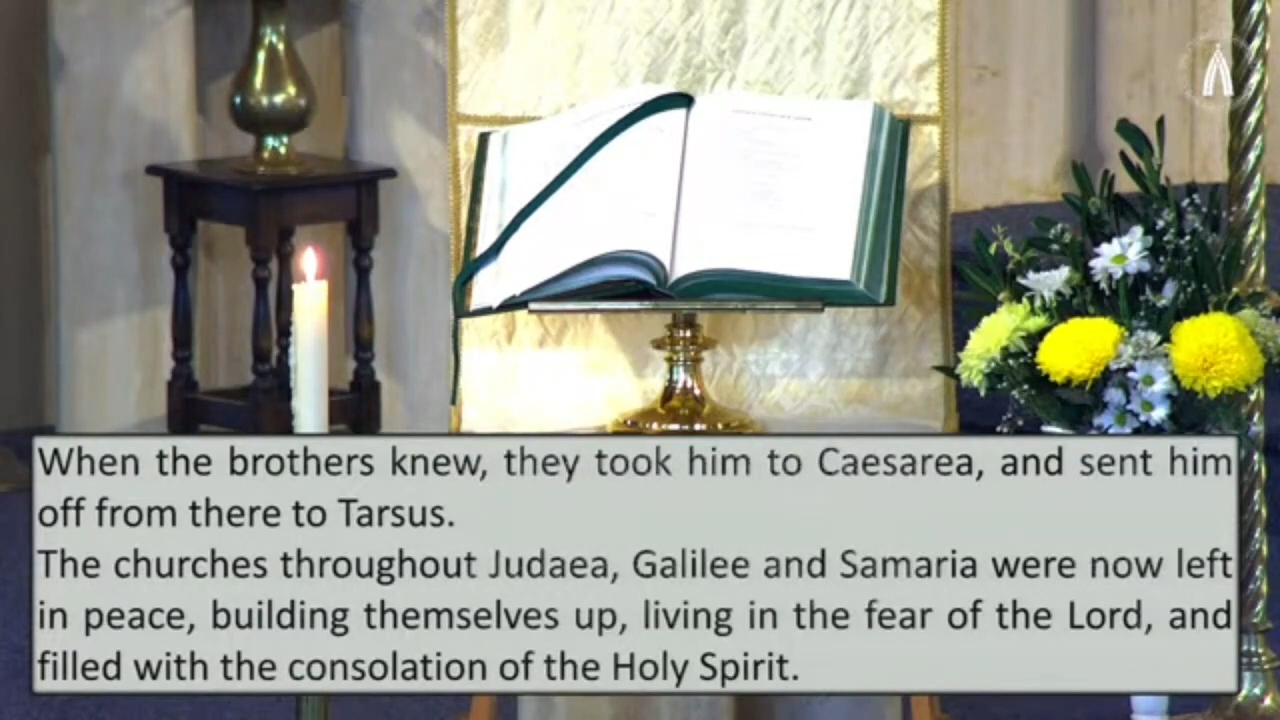 When the brothers knew, they took him to Caesarea, and sent him
off from there to Tarsus.
The churches throughout Judaea, Galilee and Samaria were now left
in peace, building themselves up, living in the fear of the Lord, and
filled with the consolation of the Holy Spirit.